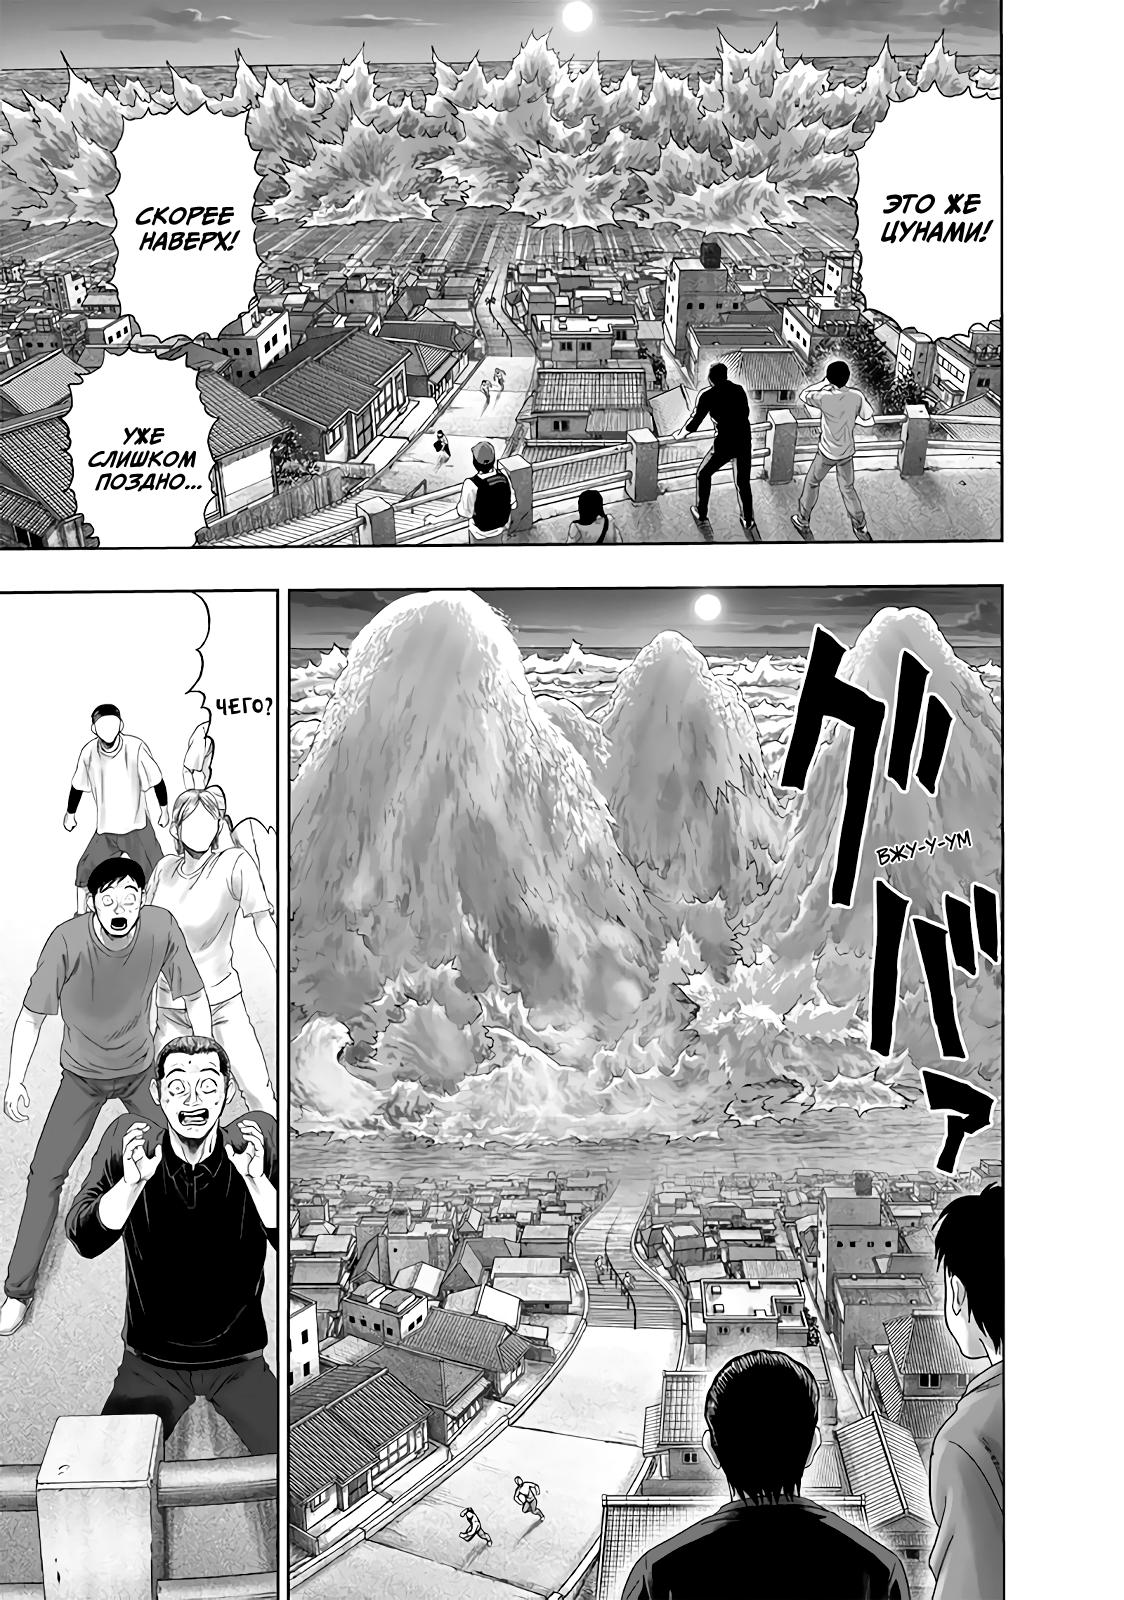 ЭТО ЖЕ
ЦУНАМИ!
СКОРЕЕ
НАВЕРХ!
УЖЕ
СЛИШКОМ
ПОЗДНО...
グバァ
ВЖУ-У-УМ
ЧЕГО?